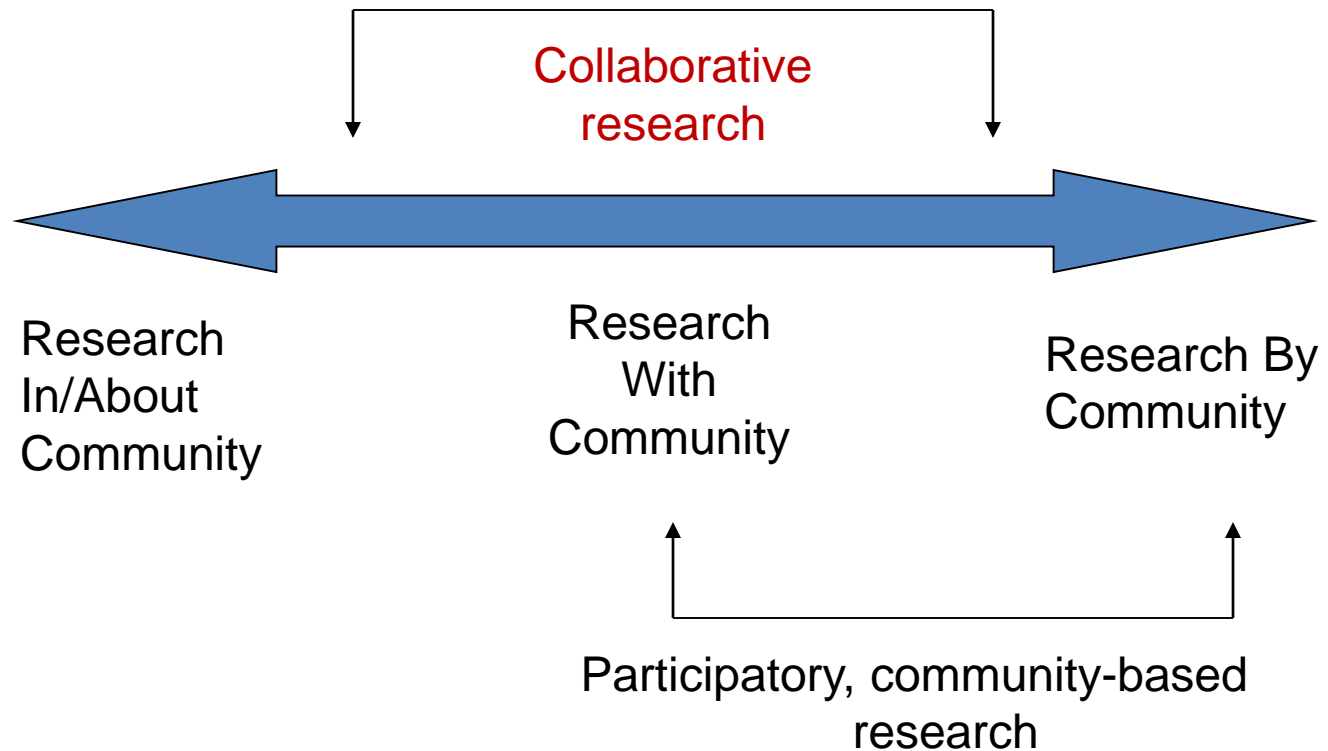 Collaborative
research
Research
In/About
Community
Research
With
Community
Research By
Community
Participatory, community-based
research